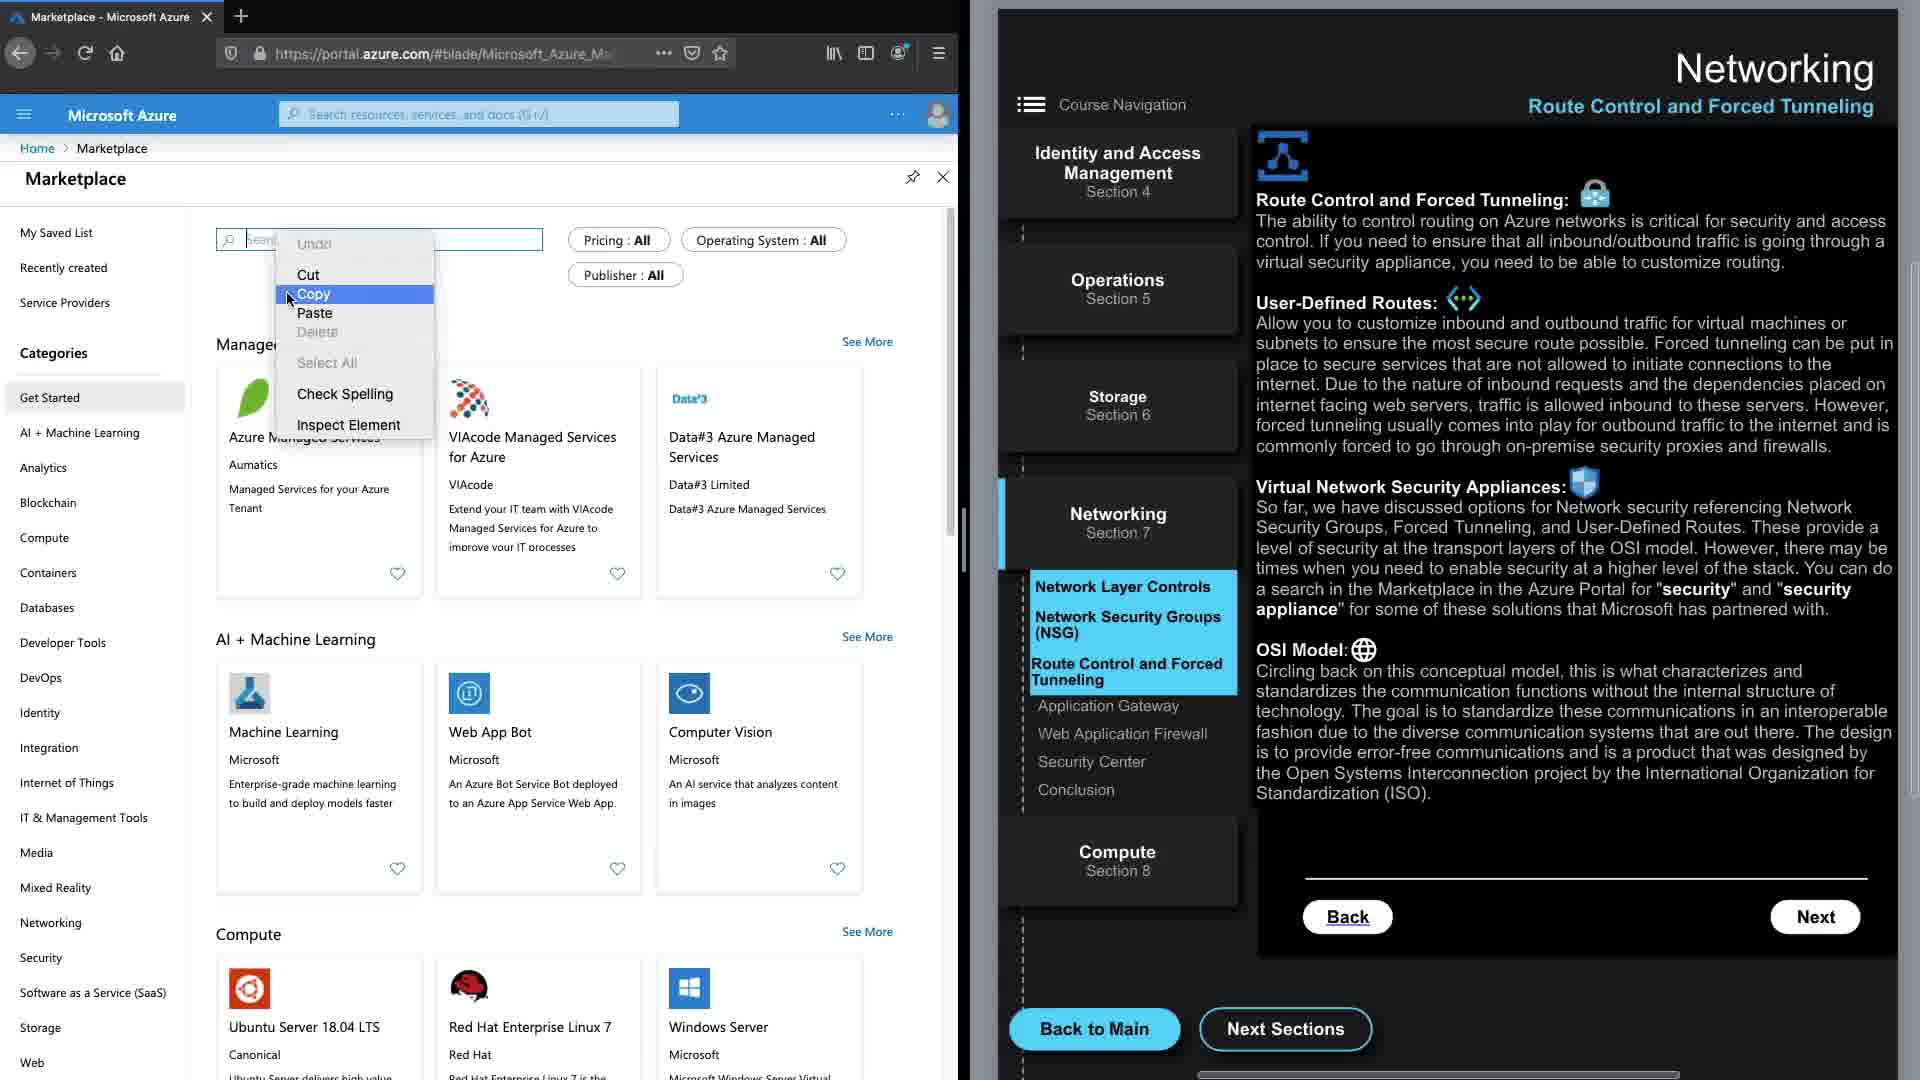 Marketplace - Microsoft Azure
https://portal.azure.com/#blade/Microsoft_Azure_Ma
Microsoft Azure
Search resources, services, and docs (G+/)
Home > Marketplace
Marketplace
My Saved List
Recently created
Service Providers
Categories
Get Started
AI + Machine Learning
Analytics
Blockchain
Compute
Containers
Databases
Developer Tools
DevOps
Identity
Integration
Internet of Things
IT & Management Tools
Media
Mixed Reality
Networking
Security
Software as a Service (SaaS)
Storage
Web
Pricing : All
Operating System : All
Publisher : All
Undo
Cut
Copy
Paste
Delete
Select All
Check Spelling
Inspect Element
See More
Azure Managed Services
Aumatics
Managed Services for your Azure
Tenant
VIAcode Managed Services
for Azure
VIAcode
Extend your IT team with VIAcode
Managed Services for Azure to
improve your IT processes
Data#3
Data#3 Azure Managed
Services
Data#3 Limited
Data#3 Azure Managed Services
AI + Machine Learning
See More
Machine Learning
Microsoft
Enterprise-grade machine learning
to build and deploy models faster
Web App Bot
Microsoft
An Azure Bot Service Bot deployed
to an Azure App Service Web App.
Computer Vision
Microsoft
An AI service that analyzes content
in images
Compute
See More
Ubuntu Server 18.04 LTS
Canonical
Ubuntu Server delivers high value
Red Hat Enterprise Linux 7
Red Hat
Red Hat Enterprise Linux 7 is the
Windows Server
Microsoft
Microsoft Windows Server Virtual
Networking
Route Control and Forced Tunneling
Course Navigation
Identity and Access
Management
Section 4
Operations
Section 5
Storage
Section 6
Networking
Section 7
Network Layer Controls
Network Security Groups
(NSG)
Route Control and Forced
Tunneling
Application Gateway
Web Application Firewall
Security Center
Conclusion
Compute
Section 8
Route Control and Forced Tunneling:
The ability to control routing on Azure networks is critical for security and access
control. If you need to ensure that all inbound/outbound traffic is going through a
virtual security appliance, you need to be able to customize routing.
User-Defined Routes:
Allow you to customize inbound and outbound traffic for virtual machines or
subnets to ensure the most secure route possible. Forced tunneling can be put in
place to secure services that are not allowed to initiate connections to the
internet. Due to the nature of inbound requests and the dependencies placed on
internet facing web servers, traffic is allowed inbound to these servers. However,
forced tunneling usually comes into play for outbound traffic to the internet and is
commonly forced to go through on-premise security proxies and firewalls.
Virtual Network Security Appliances:
So far, we have discussed options for Network security referencing Network
Security Groups, Forced Tunneling, and User-Defined Routes. These provide a
level of security at the transport layers of the OSI model. However, there may be
times when you need to enable security at a higher level of the stack. You can do
a search in the Marketplace in the Azure Portal for "security" and "security
appliance" for some of these solutions that Microsoft has partnered with.
OSI Model:
Circling back on this conceptual model, this is what characterizes and
standardizes the communication functions without the internal structure of
technology. The goal is to standardize these communications in an interoperable
fashion due to the diverse communication systems that are out there. The design
is to provide error-free communications and is a product that was designed by
the Open Systems Interconnection project by the International Organization for
Standardization (ISO).
Back
Next
Back to Main
Next Sections